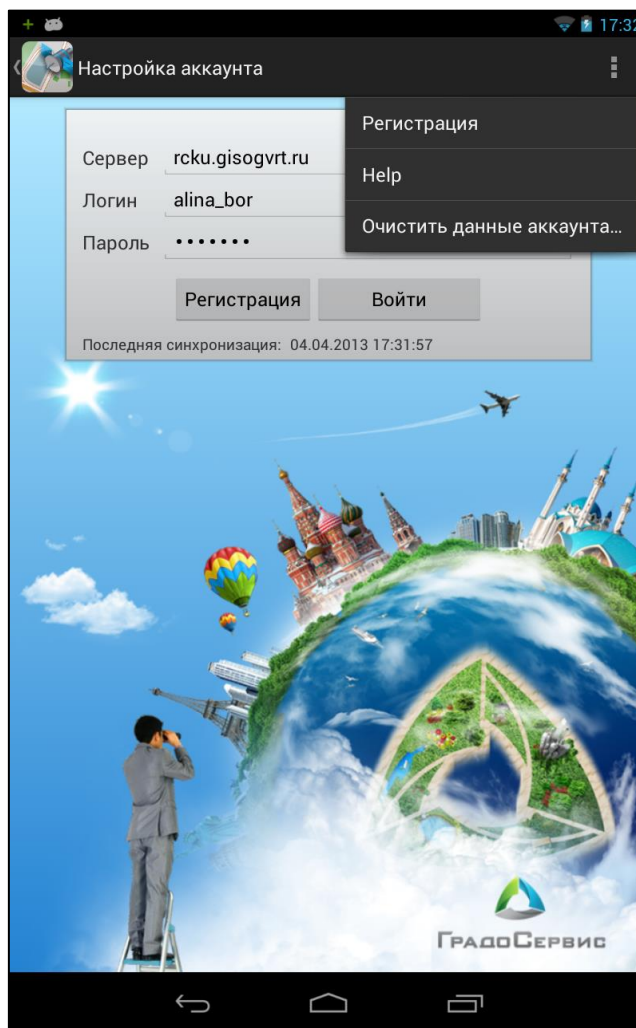 17:32
Настройка аккаунта
Регистрация
Help
Очистить данные аккаунта...
Сервер rcku.gisogvrt.ru
Логин alina_bor
Пароль •••••••
Регистрация Войти
Последняя синхронизация: 04.04.2013 17:31:57
ГрадоСервис